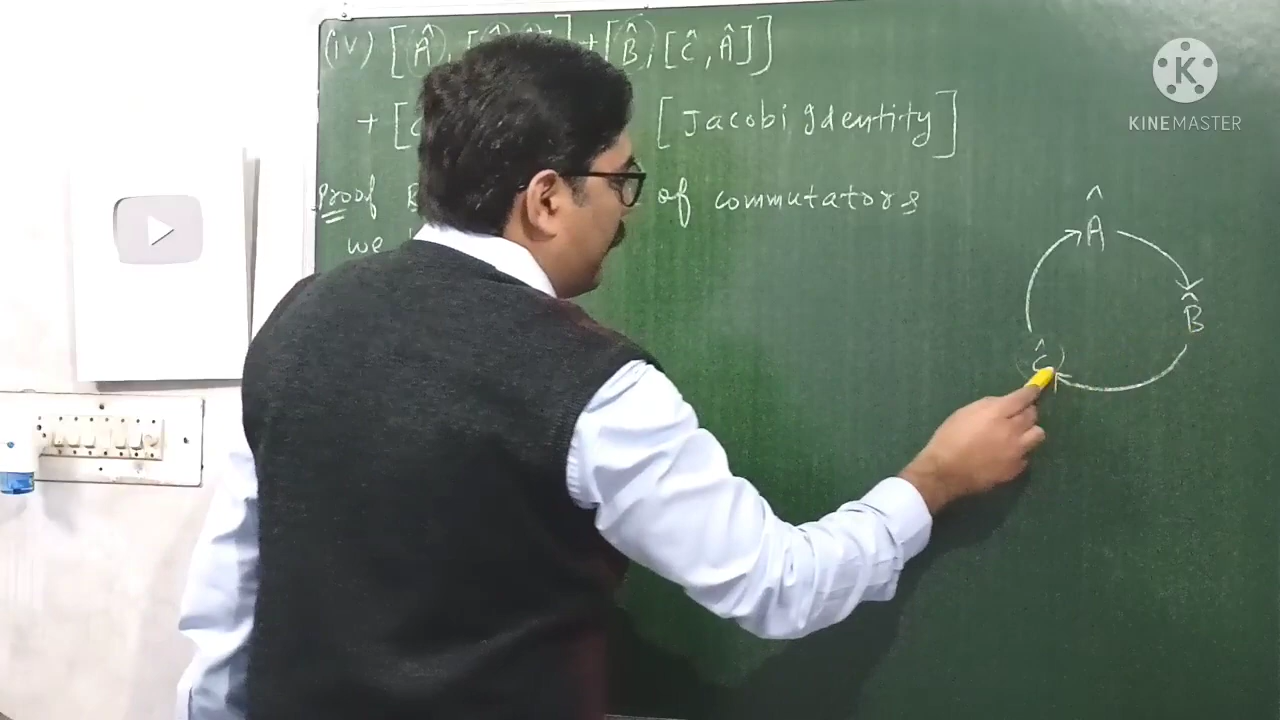 (iv) [Â, [ ] + [B̂, [Ĉ, Â]]
+ [ [Jacobi Identity]
Proof of commutators
we
Â
B̂
Ĉ
K
KINEMASTER